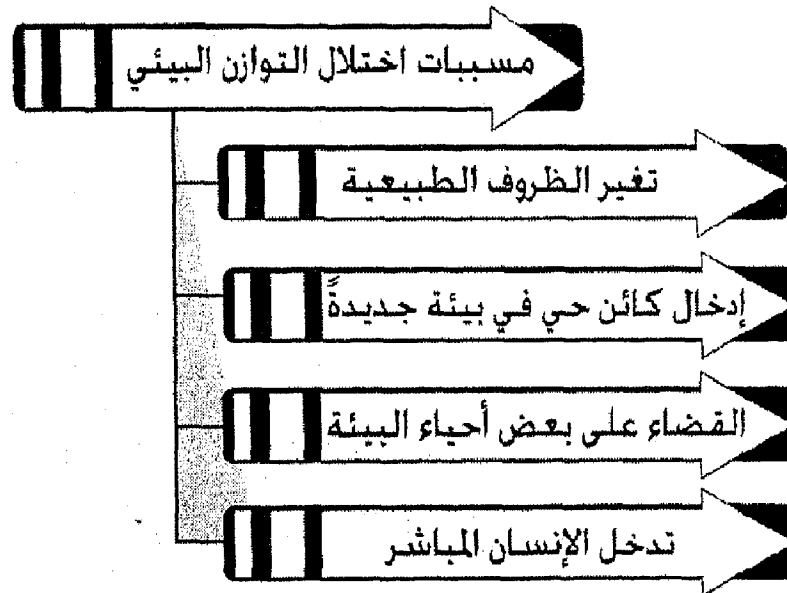 مسببات اختلال التوازن البيئي
تغير الظروف الطبيعية
إدخال كائن حي في بيئة جديدةً
القضاء على بعض أحياء البيئة
تدخل الإنسان المباشر